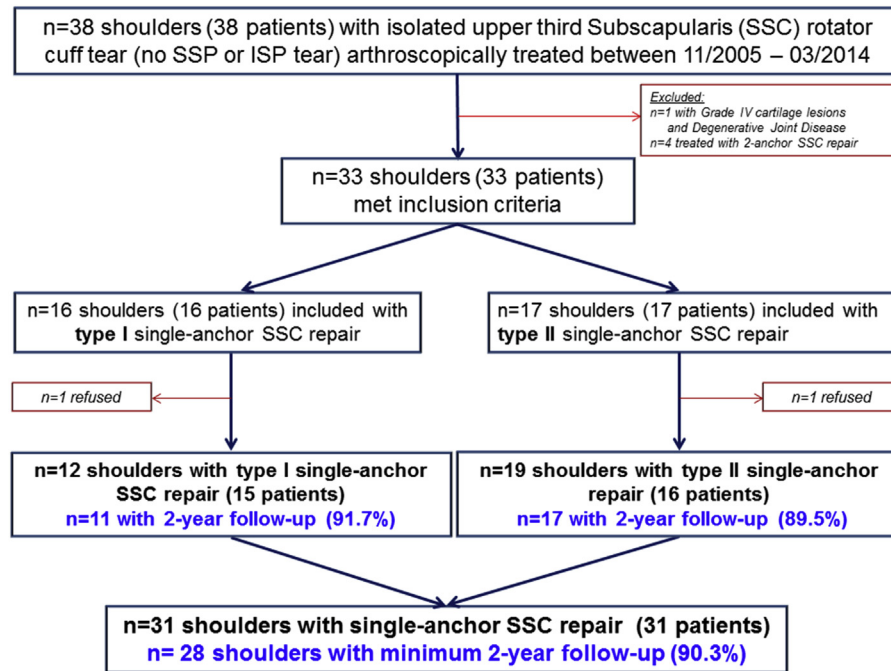 n=38 shoulders (38 patients) with isolated upper third Subscapularis (SSC) rotator
cuff tear (no SSP or ISP tear) arthroscopically treated between 11/2005 – 03/2014
Excluded:
n=1 with Grade IV cartilage lesions
and Degenerative Joint Disease
n=4 treated with 2-anchor SSC repair
n=33 shoulders (33 patients)
met inclusion criteria
n=16 shoulders (16 patients) included with
type I single-anchor SSC repair
n=17 shoulders (17 patients) included with
type II single-anchor SSC repair
n=1 refused
n=1 refused
n=12 shoulders with type I single-anchor
SSC repair (15 patients)
n=11 with 2-year follow-up (91.7%)
n=19 shoulders with type II single-anchor
repair (16 patients)
n=17 with 2-year follow-up (89.5%)
n=31 shoulders with single-anchor SSC repair (31 patients)
n= 28 shoulders with minimum 2-year follow-up (90.3%)